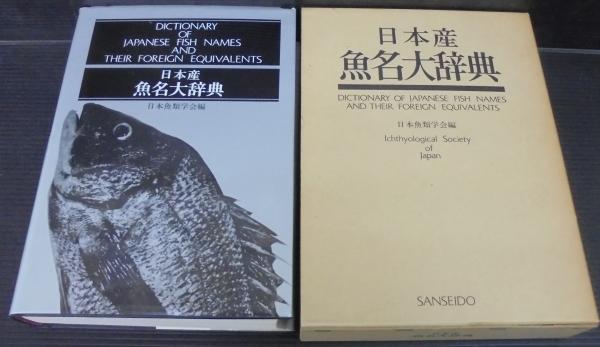 DICTIONARY
OF
JAPANESE FISH NAMES
AND
THEIR FOREIGN EQUIVALENTS
日本産
魚名大辞典
日本魚類学会編
日本産
魚名大辞典
DICTIONARY OF JAPANESE FISH NAMES
AND THEIR FOREIGN EQUIVALENTS
日本魚類学会編
Ichthyological Society
of
Japan
SANSEIDO